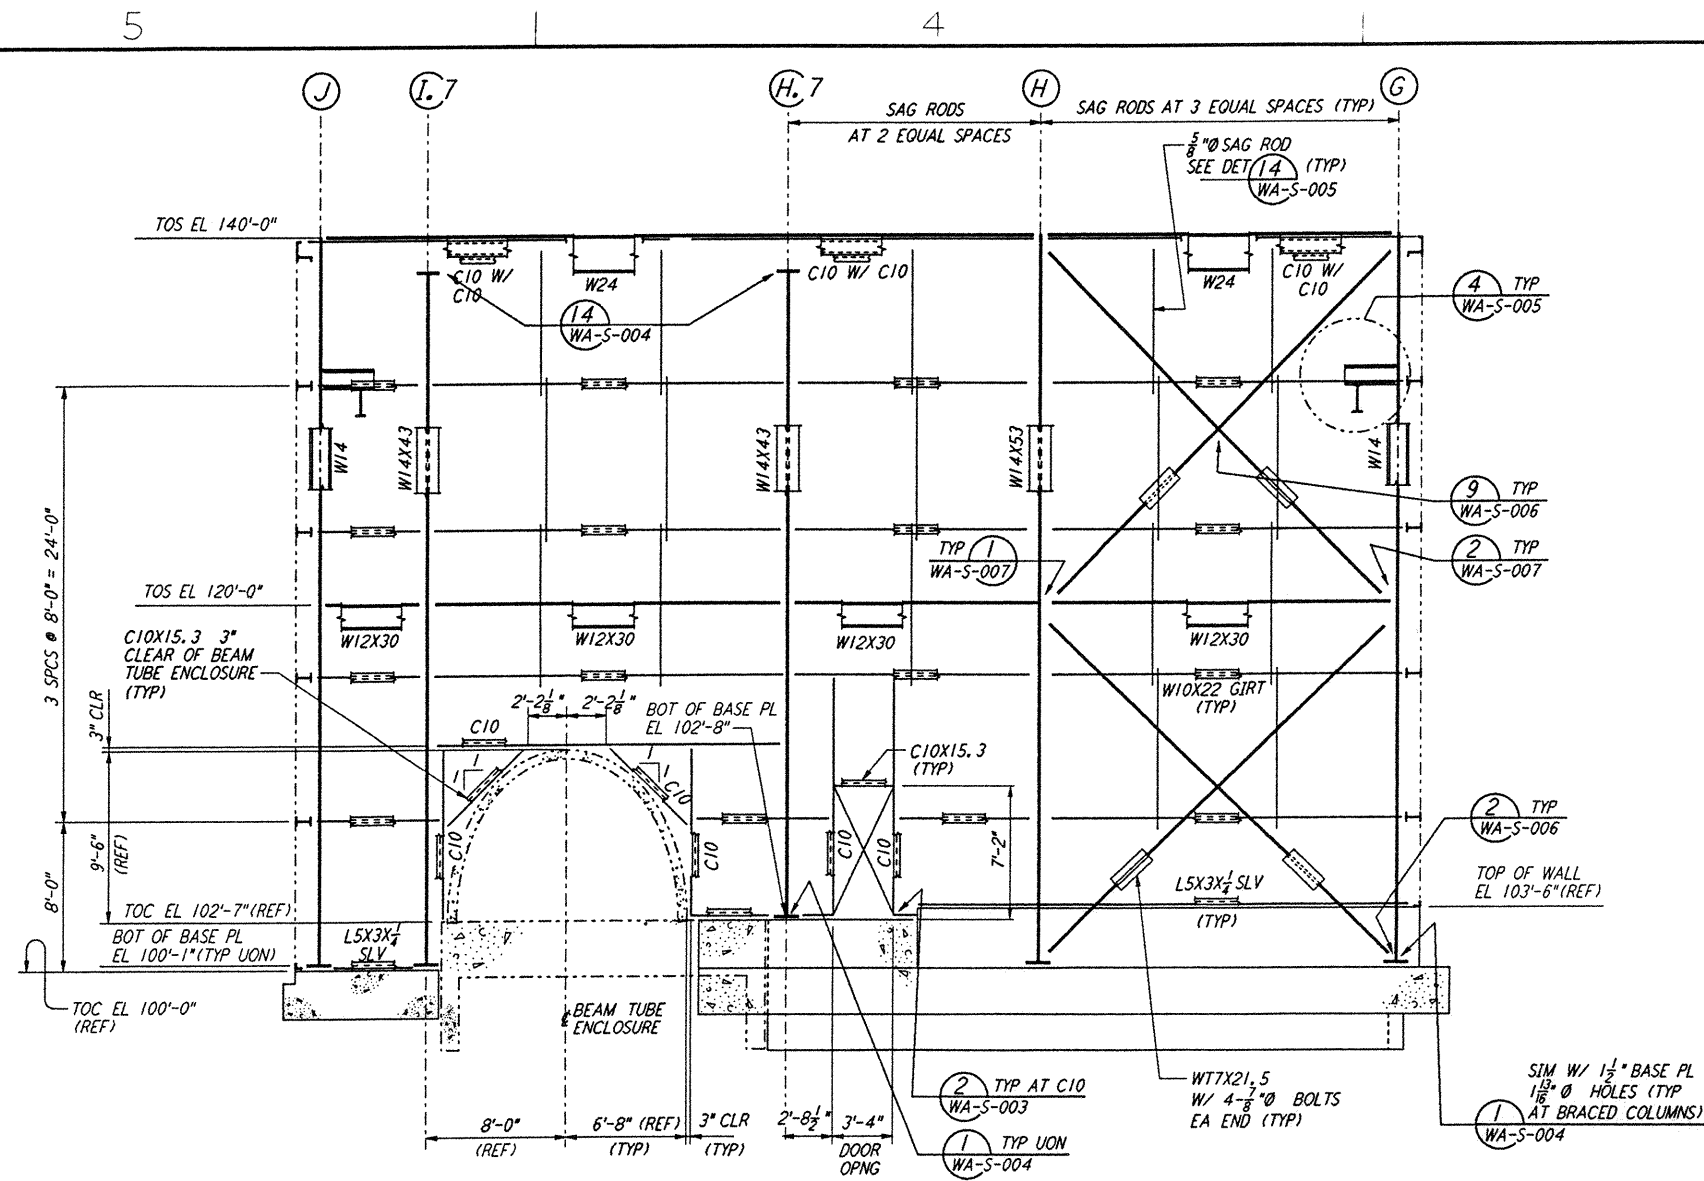 5
4
J
I.7
H.7
H
G
SAG RODS
AT 2 EQUAL SPACES
SAG RODS AT 3 EQUAL SPACES (TYP)
5/8"Ø SAG ROD
SEE DET 14 (TYP)
WA-S-005
TOS EL 140'-0"
C10 W/
C10
W24
C10 W/ C10
W24
C10 W/
C10
14
WA-S-004
4 TYP
WA-S-005
W14
W14X43
W14X43
W14X53
W14
9 TYP
WA-S-006
TYP 1
WA-S-007
2 TYP
WA-S-007
3 SPCS @ 8'-0" = 24'-0"
TOS EL 120'-0"
W12X30
W12X30
W12X30
W12X30
C10X15.3 3"
CLEAR OF BEAM
TUBE ENCLOSURE
(TYP)
W10X22 GIRT
(TYP)
2'-2 1/8"
2'-2 1/8"
BOT OF BASE PL
EL 102'-8"
3" CLR
C10
1
1
1
1
C10
C10X15.3
(TYP)
9'-6"
(REF)
8'-0"
C10
C10
C10
C10
7'-2"
2 TYP
WA-S-006
TOP OF WALL
EL 103'-6"(REF)
L5X3X1/4 SLV
(TYP)
TOC EL 102'-7"(REF)
BOT OF BASE PL
EL 100'-1"(TYP UON)
L5X3X1/4
SLV
TOC EL 100'-0"
(REF)
BEAM TUBE
ENCLOSURE
WT7X21.5
W/ 4-7/8"Ø BOLTS
EA END (TYP)
SIM W/ 1 1/2" BASE PL
1 13/16" Ø HOLES (TYP
AT BRACED COLUMNS)
1
WA-S-004
2 TYP AT C10
WA-S-003
1 TYP UON
WA-S-004
8'-0"
(REF)
6'-8" (REF)
(TYP)
3" CLR
(TYP)
2'-8 1/2"
3'-4"
DOOR
OPNG